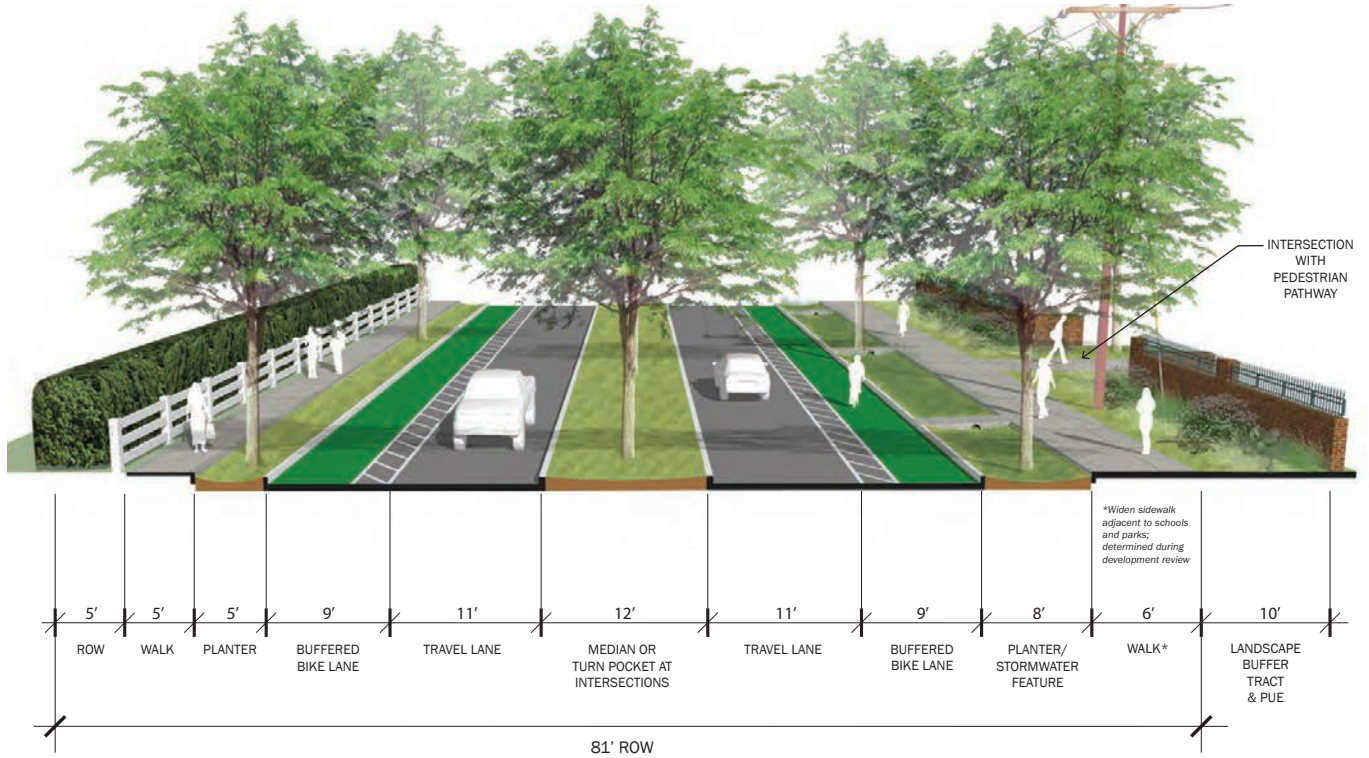 INTERSECTION
WITH
PEDESTRIAN
PATHWAY
*Widen sidewalk
adjacent to schools
and parks;
determined during
development review
5’
5’
5’
9’
11’
12’
11’
9’
8’
6’
10’
ROW
WALK
PLANTER
BUFFERED
BIKE LANE
TRAVEL LANE
MEDIAN OR
TURN POCKET AT
INTERSECTIONS
TRAVEL LANE
BUFFERED
BIKE LANE
PLANTER/
STORMWATER
FEATURE
WALK*
LANDSCAPE
BUFFER
TRACT
& PUE
81’ ROW